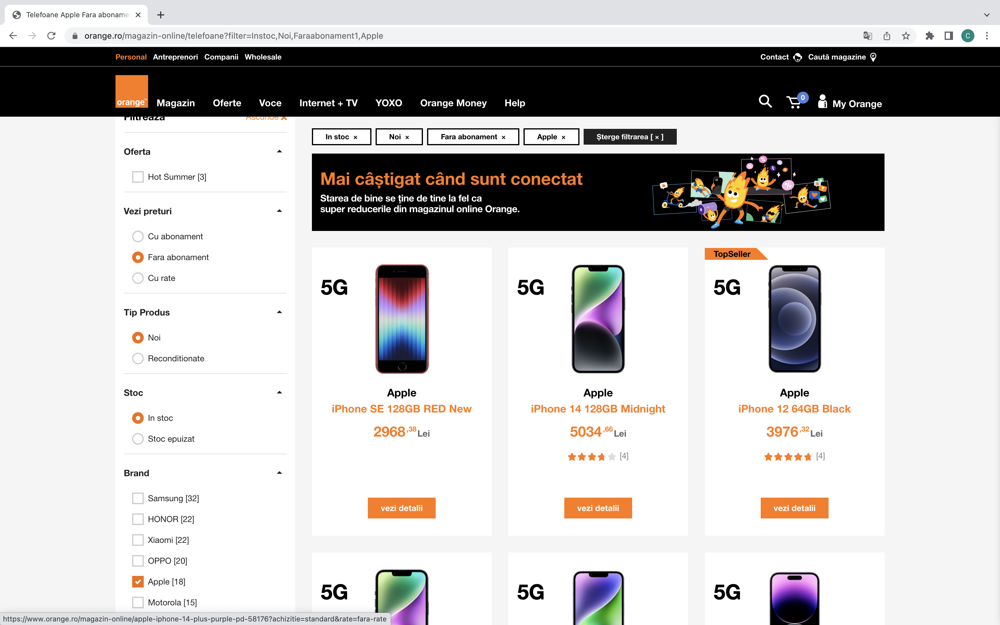 Telefoane Apple Fara aboname
orange.ro/magazin-online/telefoane?filter=Instoc,Noi,Faraabonament1,Apple
C
Personal Antreprenori Companii Wholesale
Contact Caută magazine
orange™ Magazin Oferte Voce Internet + TV YOXO Orange Money Help
0 My Orange
Filtreaza Ascunde
Oferta
Hot Summer [3]
Vezi preturi
Cu abonament
Fara abonament
Cu rate
Tip Produs
Noi
Reconditionate
Stoc
In stoc
Stoc epuizat
Brand
Samsung [32]
HONOR [22]
Xiaomi [22]
OPPO [20]
Apple [18]
Motorola [15]
In stoc × Noi × Fara abonament × Apple × Șterge filtrarea [ × ]
Mai câștigat când sunt conectat
Starea de bine se ține de tine la fel ca
super reducerile din magazinul online Orange.
5G
Apple
iPhone SE 128GB RED New
2968,38 Lei
vezi detalii
5G
Apple
iPhone 14 128GB Midnight
5034,66 Lei
[4]
vezi detalii
TopSeller
5G
Apple
iPhone 12 64GB Black
3976,32 Lei
[4]
vezi detalii
5G
5G
5G
https://www.orange.ro/magazin-online/apple-iphone-14-plus-purple-pd-58176?achizitie=standard&rate=fara-rate